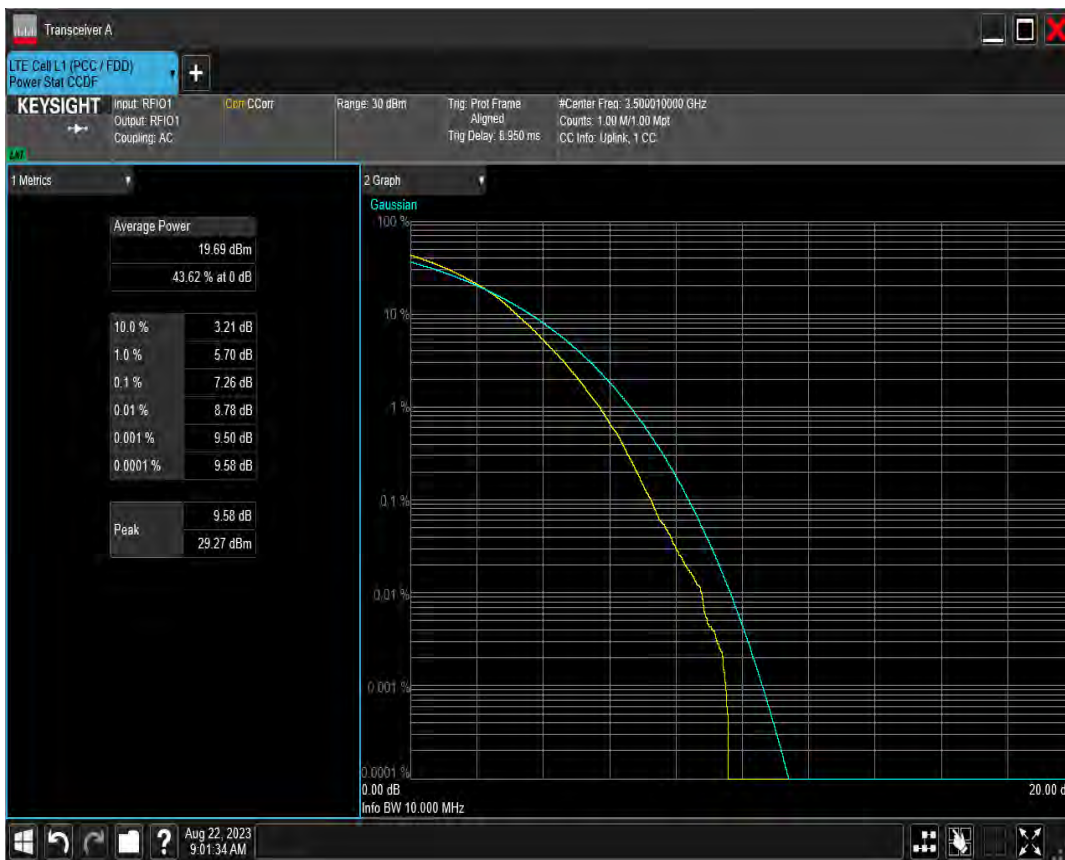 Transceiver A
LTE Cell L1 (PCC / FDD)
Power Stat CCDF
+
KEYSIGHT
Input: RFIO1
Output: RFIO1
Coupling: AC
Corr CCorr
Range: 30 dBm
Trig: Prot Frame
Aligned
Trig Delay: 8.950 ms
#Center Freq: 3.500010000 GHz
Counts: 1.00 M/1.00 Mpt
CC Info: Uplink, 1 CC
1 Metrics
Average Power
19.69 dBm
43.62 % at 0 dB
10.0 % 3.21 dB
1.0 % 5.70 dB
0.1 % 7.26 dB
0.01 % 8.78 dB
0.001 % 9.50 dB
0.0001 % 9.58 dB
Peak
9.58 dB
29.27 dBm
2 Graph
Gaussian
100 %
10 %
1 %
0.1 %
0.01 %
0.001 %
0.0001 %
0.00 dB
20.00 d
Info BW 10.000 MHz
?
Aug 22, 2023
9:01:34 AM